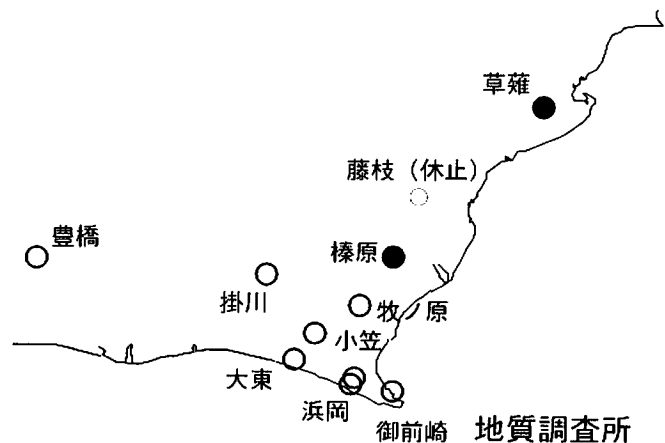 草薙
藤枝（休止）
豊橋
榛原
掛川
牧ノ原
小笠
大東
浜岡
御前崎
地質調査所